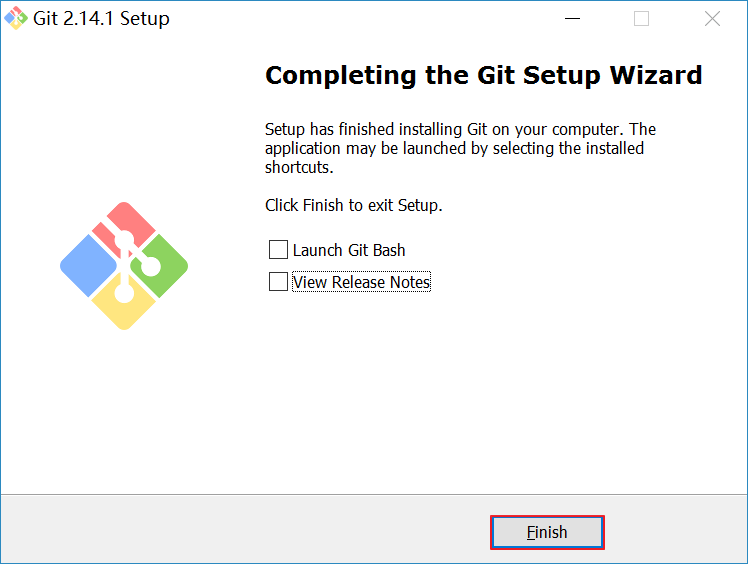 Git 2.14.1 Setup
Completing the Git Setup Wizard
Setup has finished installing Git on your computer. The
application may be launched by selecting the installed
shortcuts.
Click Finish to exit Setup.
Launch Git Bash
View Release Notes
Finish